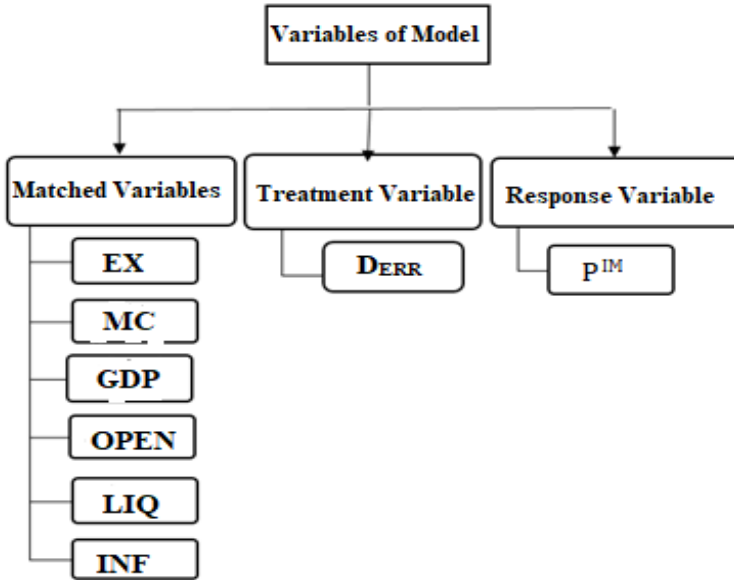 Variables of Model
Matched Variables
Treatment Variable
Response Variable
EX
MC
GDP
OPEN
LIQ
INF
DERR
PIM